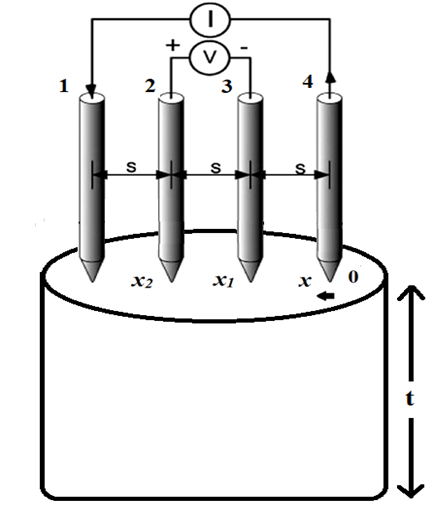 I
+ V -
1 2 3 4
s s s
x₂ x₁ x 0
t